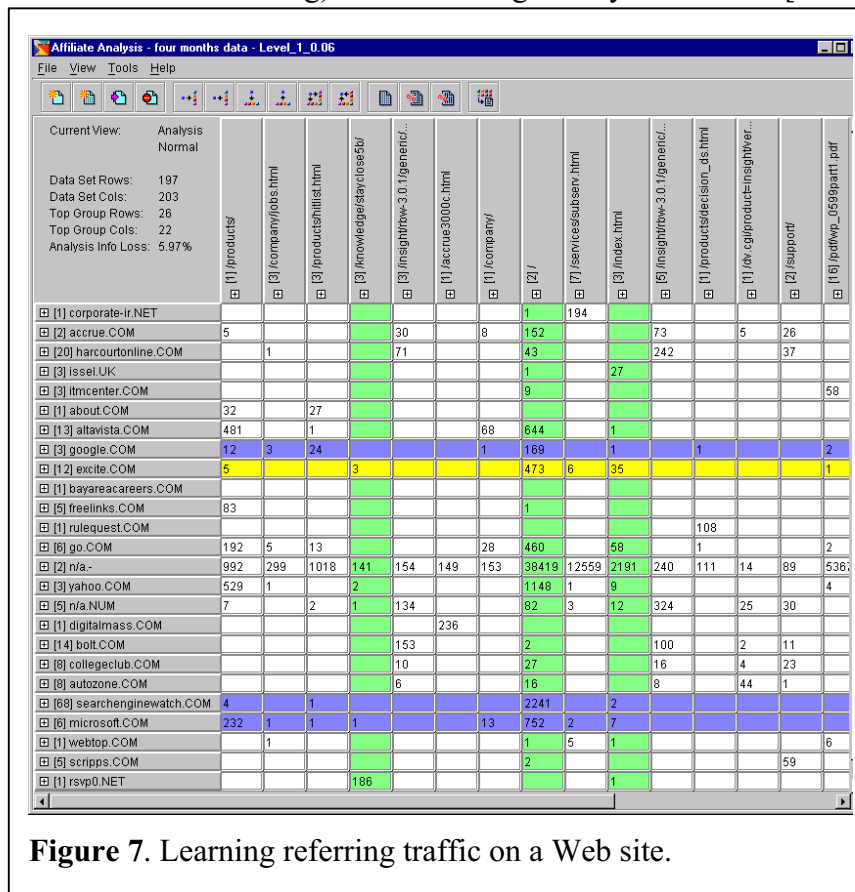 Affiliate Analysis - four months data - Level_1_0.06
File View Tools Help
Current View: Analysis
Normal
Data Set Rows: 197
Data Set Cols: 203
Top Group Rows: 26
Top Group Cols: 22
Analysis Info Loss: 5.97%
[1] /products/
[3] /company/jobs.html
[3] /products/hitlist.html
[3] /knowledge/stayclose5b/
[3] /insight/rbw-3.0.1/generic/...
[1] /accrue3000c.html
[1] /company/
[2] /
[7] /services/subserv.html
[3] /index.html
[5] /insight/rbw-3.0.1/generic/...
[1] /products/decision_ds.html
[1] /dv.cgi/product=insight/ver...
[2] /support/
[16] /pdf/wp_0599part1.pdf
[1] corporate-ir.NET 1 194
[2] accrue.COM 5 30 8 152 73 5 26
[20] harcourtonline.COM 1 71 43 242 37
[3] issel.UK 1 27
[3] itmcenter.COM 9 58
[1] about.COM 32 27
[13] altavista.COM 481 1 68 644 1
[3] google.COM 12 3 24 1 169 1 1 2
[12] excite.COM 5 3 473 6 35 1
[1] bayareacareers.COM
[5] freelinks.COM 83 1
[1] rulequest.COM 108
[6] go.COM 192 5 13 28 460 58 1 2
[2] n/a.- 992 299 1018 141 154 149 153 38419 12559 2191 240 111 14 89 5367
[3] yahoo.COM 529 1 2 1148 1 9 4
[5] n/a.NUM 7 2 1 134 82 3 12 324 25 30
[1] digitalmass.COM 236
[14] bolt.COM 153 2 100 2 11
[8] collegeclub.COM 10 27 16 4 23
[8] autozone.COM 6 16 8 44 1
[68] searchenginewatch.COM 4 1 2241 2
[6] microsoft.COM 232 1 1 1 13 752 2 7
[1] webtop.COM 1 1 5 1 6
[5] scripps.COM 2 59
[1] rsvp0.NET 186 1
Figure 7. Learning referring traffic on a Web site.